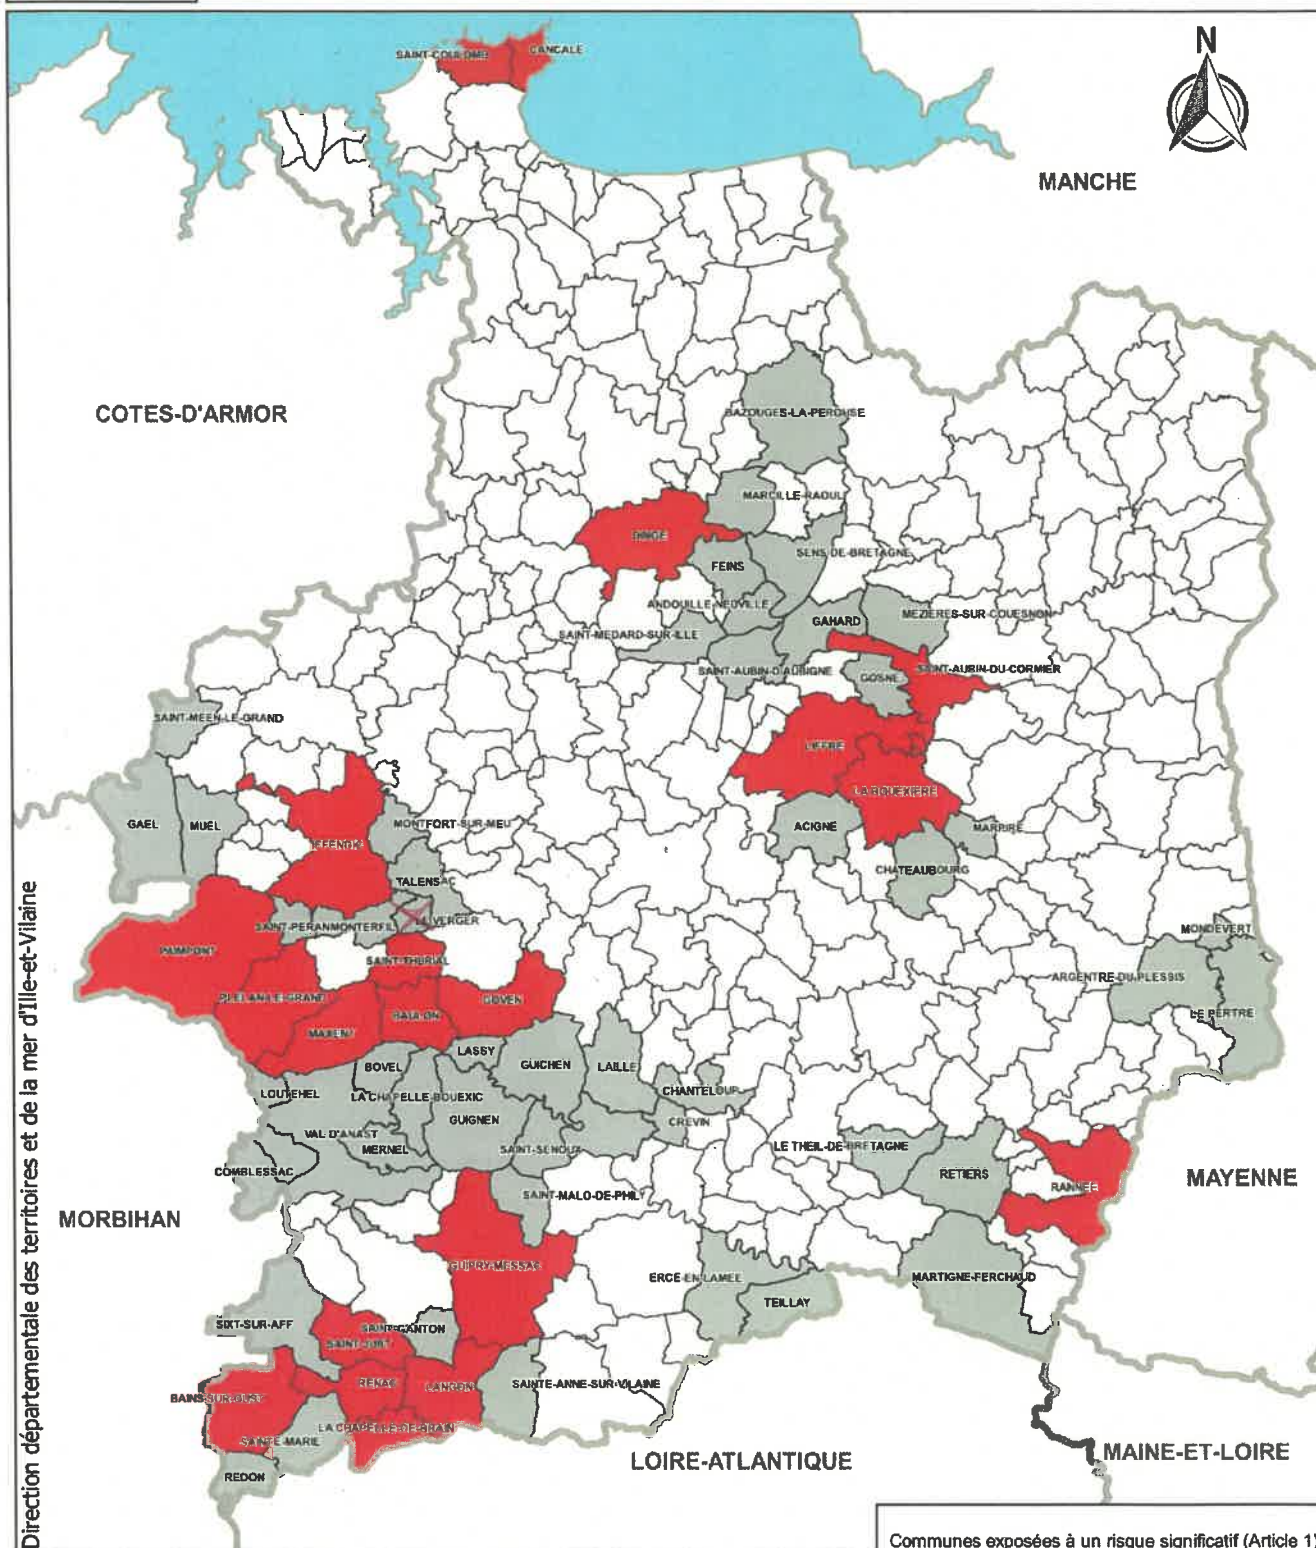 SAINT-COULOMB
CANCALE
N
MANCHE
COTES-D'ARMOR
BAZOUGES-LA-PEROUSE
MARCILLE-RAOUL
DINGE
SENS-DE-BRETAGNE
FEINS
ANDOUILLE-NEUVILLE
MEZIERES-SUR-COUESNON
GAHARD
SAINT-MEDARD-SUR-ILLE
SAINT-AUBIN-D'AUBIGNE
SAINT-AUBIN-DU-CORMIER
GOSNE
SAINT-MEEN-LE-GRAND
LIFFRE
LA BOUEXIERE
GAEL
MUEL
MONTFORT-SUR-MEU
ACIGNE
MARPIRE
IFFENDIC
CHATEAUBOURG
TALENSAC
LE VERGER
SAINT-PERAN
MONTERFIL
MONDEVERT
PAIMPONT
SAINT-THURIAL
ARGENTRE-DU-PLESSIS
PLELAN-LE-GRAND
GOVEN
BAULON
LE PERTRE
MAXENT
LASSY
BOVEL
GUICHEN
LAILLE
LOUTEHEL
LA CHAPELLE-BOUEXIC
CHANTELOUP
GUIGNEN
CREVIN
VAL D'ANAST
MERNEL
SAINT-SENOUX
LE THEIL-DE-BRETAGNE
COMBLESSAC
RETIERS
MAYENNE
RANNEE
SAINT-MALO-DE-PHILY
MORBIHAN
GUIPRY-MESSAC
ERCE-EN-LAMEE
MARTIGNE-FERCHAUD
TEILLAY
SIXT-SUR-AFF
SAINT-GANTON
SAINT-JUST
RENAC
LANGON
SAINTE-ANNE-SUR-VILAINE
BAINS-SUR-OUST
LA CHAPELLE-DE-BRAIN
SAINTE-MARIE
LOIRE-ATLANTIQUE
MAINE-ET-LOIRE
REDON
Direction départementale des territoires et de la mer d'Ille-et-Vilaine
Communes exposées à un risque significatif (Article 1)